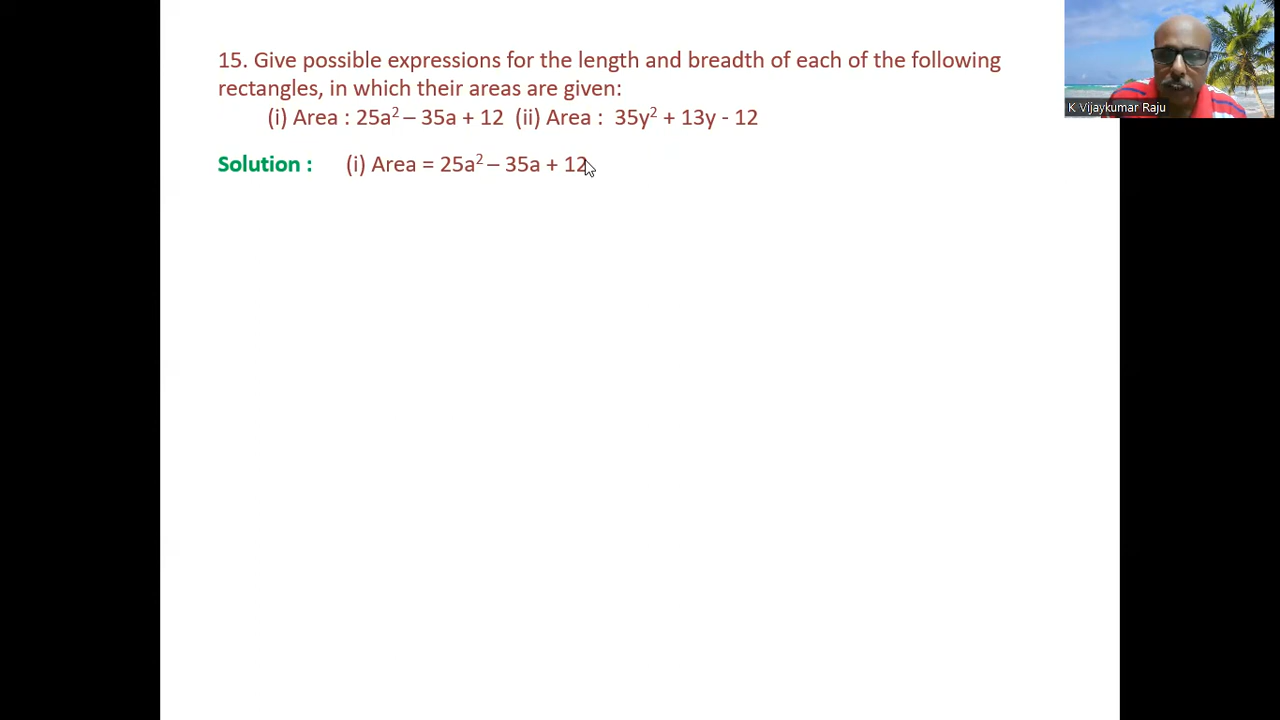 15. Give possible expressions for the length and breadth of each of the following
rectangles, in which their areas are given:
(i) Area : 25a² – 35a + 12 (ii) Area : 35y² + 13y - 12
Solution : (i) Area = 25a² – 35a + 12
K Vijaykumar Raju